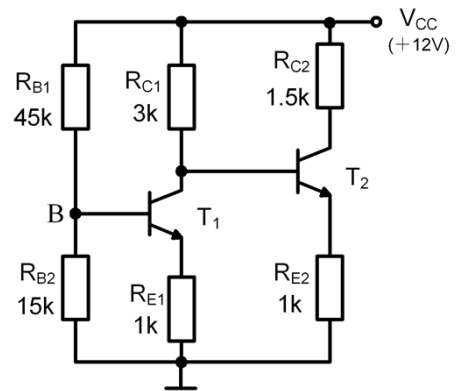 V_CC
(+12V)
R_B1
45k
R_C1
3k
R_C2
1.5k
B
T_1
T_2
R_B2
15k
R_E1
1k
R_E2
1k